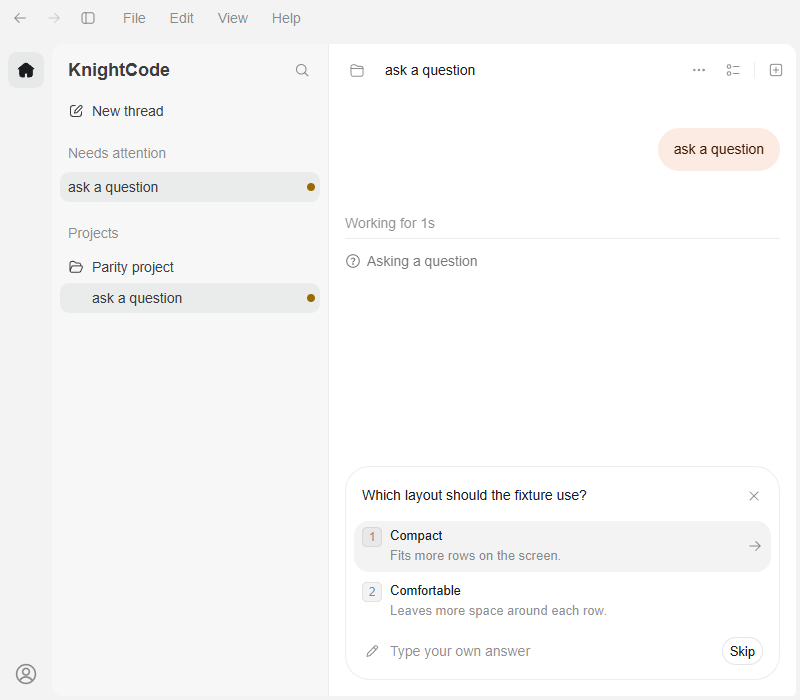 File Edit View Help
KnightCode
New thread
Needs attention
ask a question
Projects
Parity project
ask a question
ask a question
ask a question
Working for 1s
Asking a question
Which layout should the fixture use?
1 Compact
Fits more rows on the screen.
2 Comfortable
Leaves more space around each row.
Type your own answer
Skip